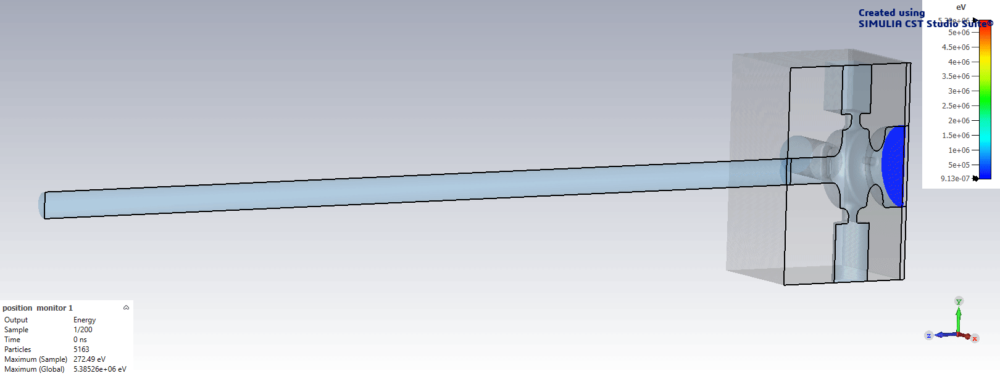 eV
Created using
SIMULIA CST Studio Suite®
5e+06
4.5e+06
4e+06
3.5e+06
3e+06
2.5e+06
2e+06
1.5e+06
1e+06
5e+05
9.13e-07
position monitor 1
Output Energy
Sample 1/200
Time 0 ns
Particles 5163
Maximum (Sample) 272.49 eV
Maximum (Global) 5.38526e+06 eV
y
z
x